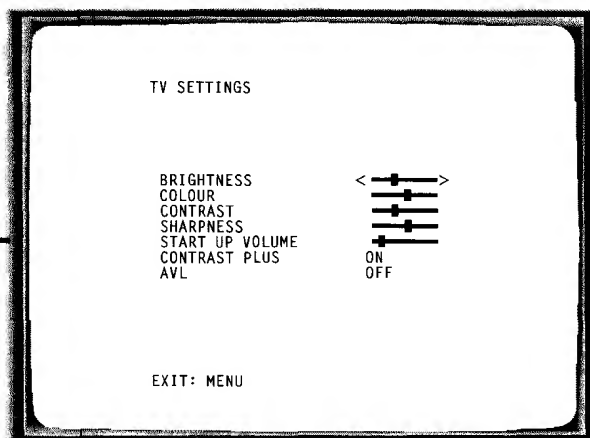 TV SETTINGS
BRIGHTNESS < >
COLOUR
CONTRAST
SHARPNESS
START UP VOLUME
CONTRAST PLUS ON
AVL OFF
EXIT: MENU